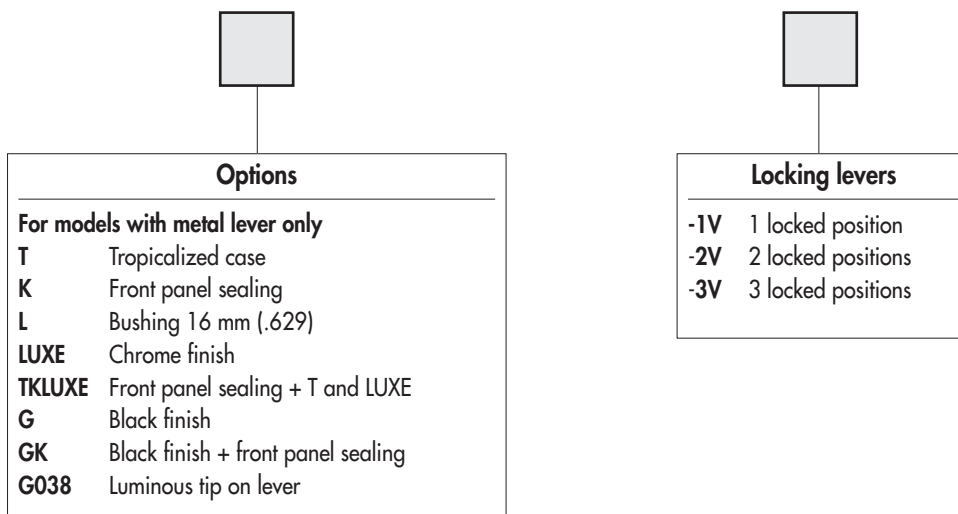 Options
For models with metal lever only
T Tropicalized case
K Front panel sealing
L Bushing 16 mm (.629)
LUXE Chrome finish
TKLUXE Front panel sealing + T and LUXE
G Black finish
GK Black finish + front panel sealing
G038 Luminous tip on lever
Locking levers
-1V 1 locked position
-2V 2 locked positions
-3V 3 locked positions